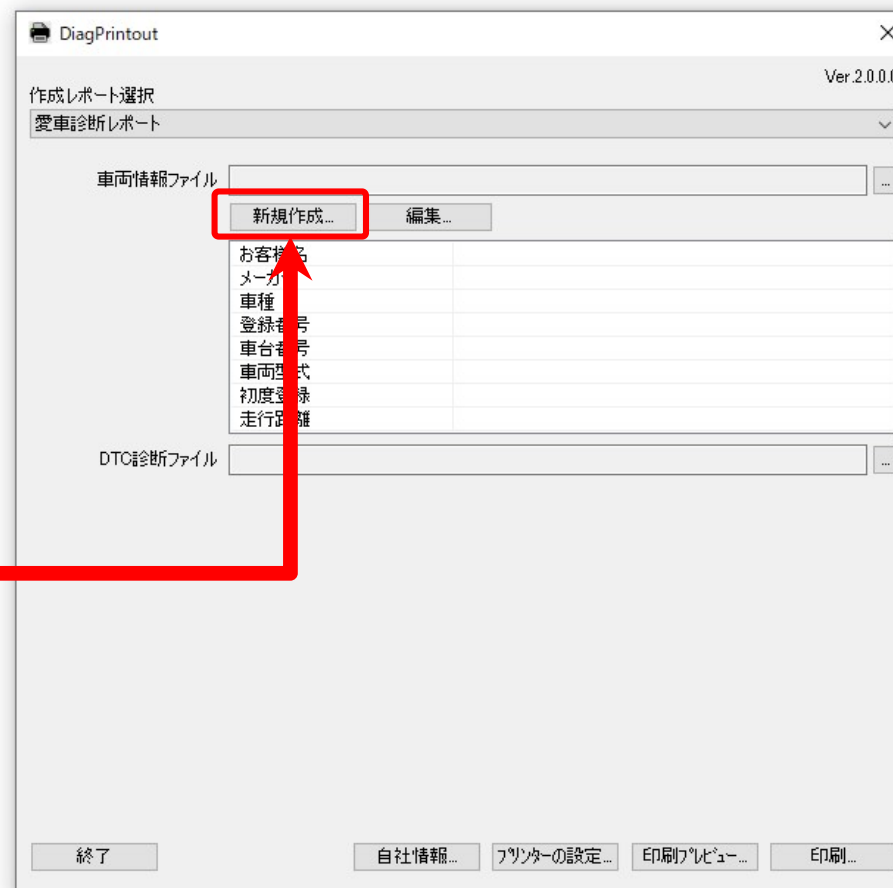 DiagPrintout
Ver.2.0.0.
作成レポート選択
愛車診断レポート
車両情報ファイル
...
新規作成... 編集...
お客様名
メーカ
車種
登録番号
車台番号
車両型式
初度登録
走行距離
DTC診断ファイル
...
終了 自社情報... プリンターの設定... 印刷プレビュー... 印刷...